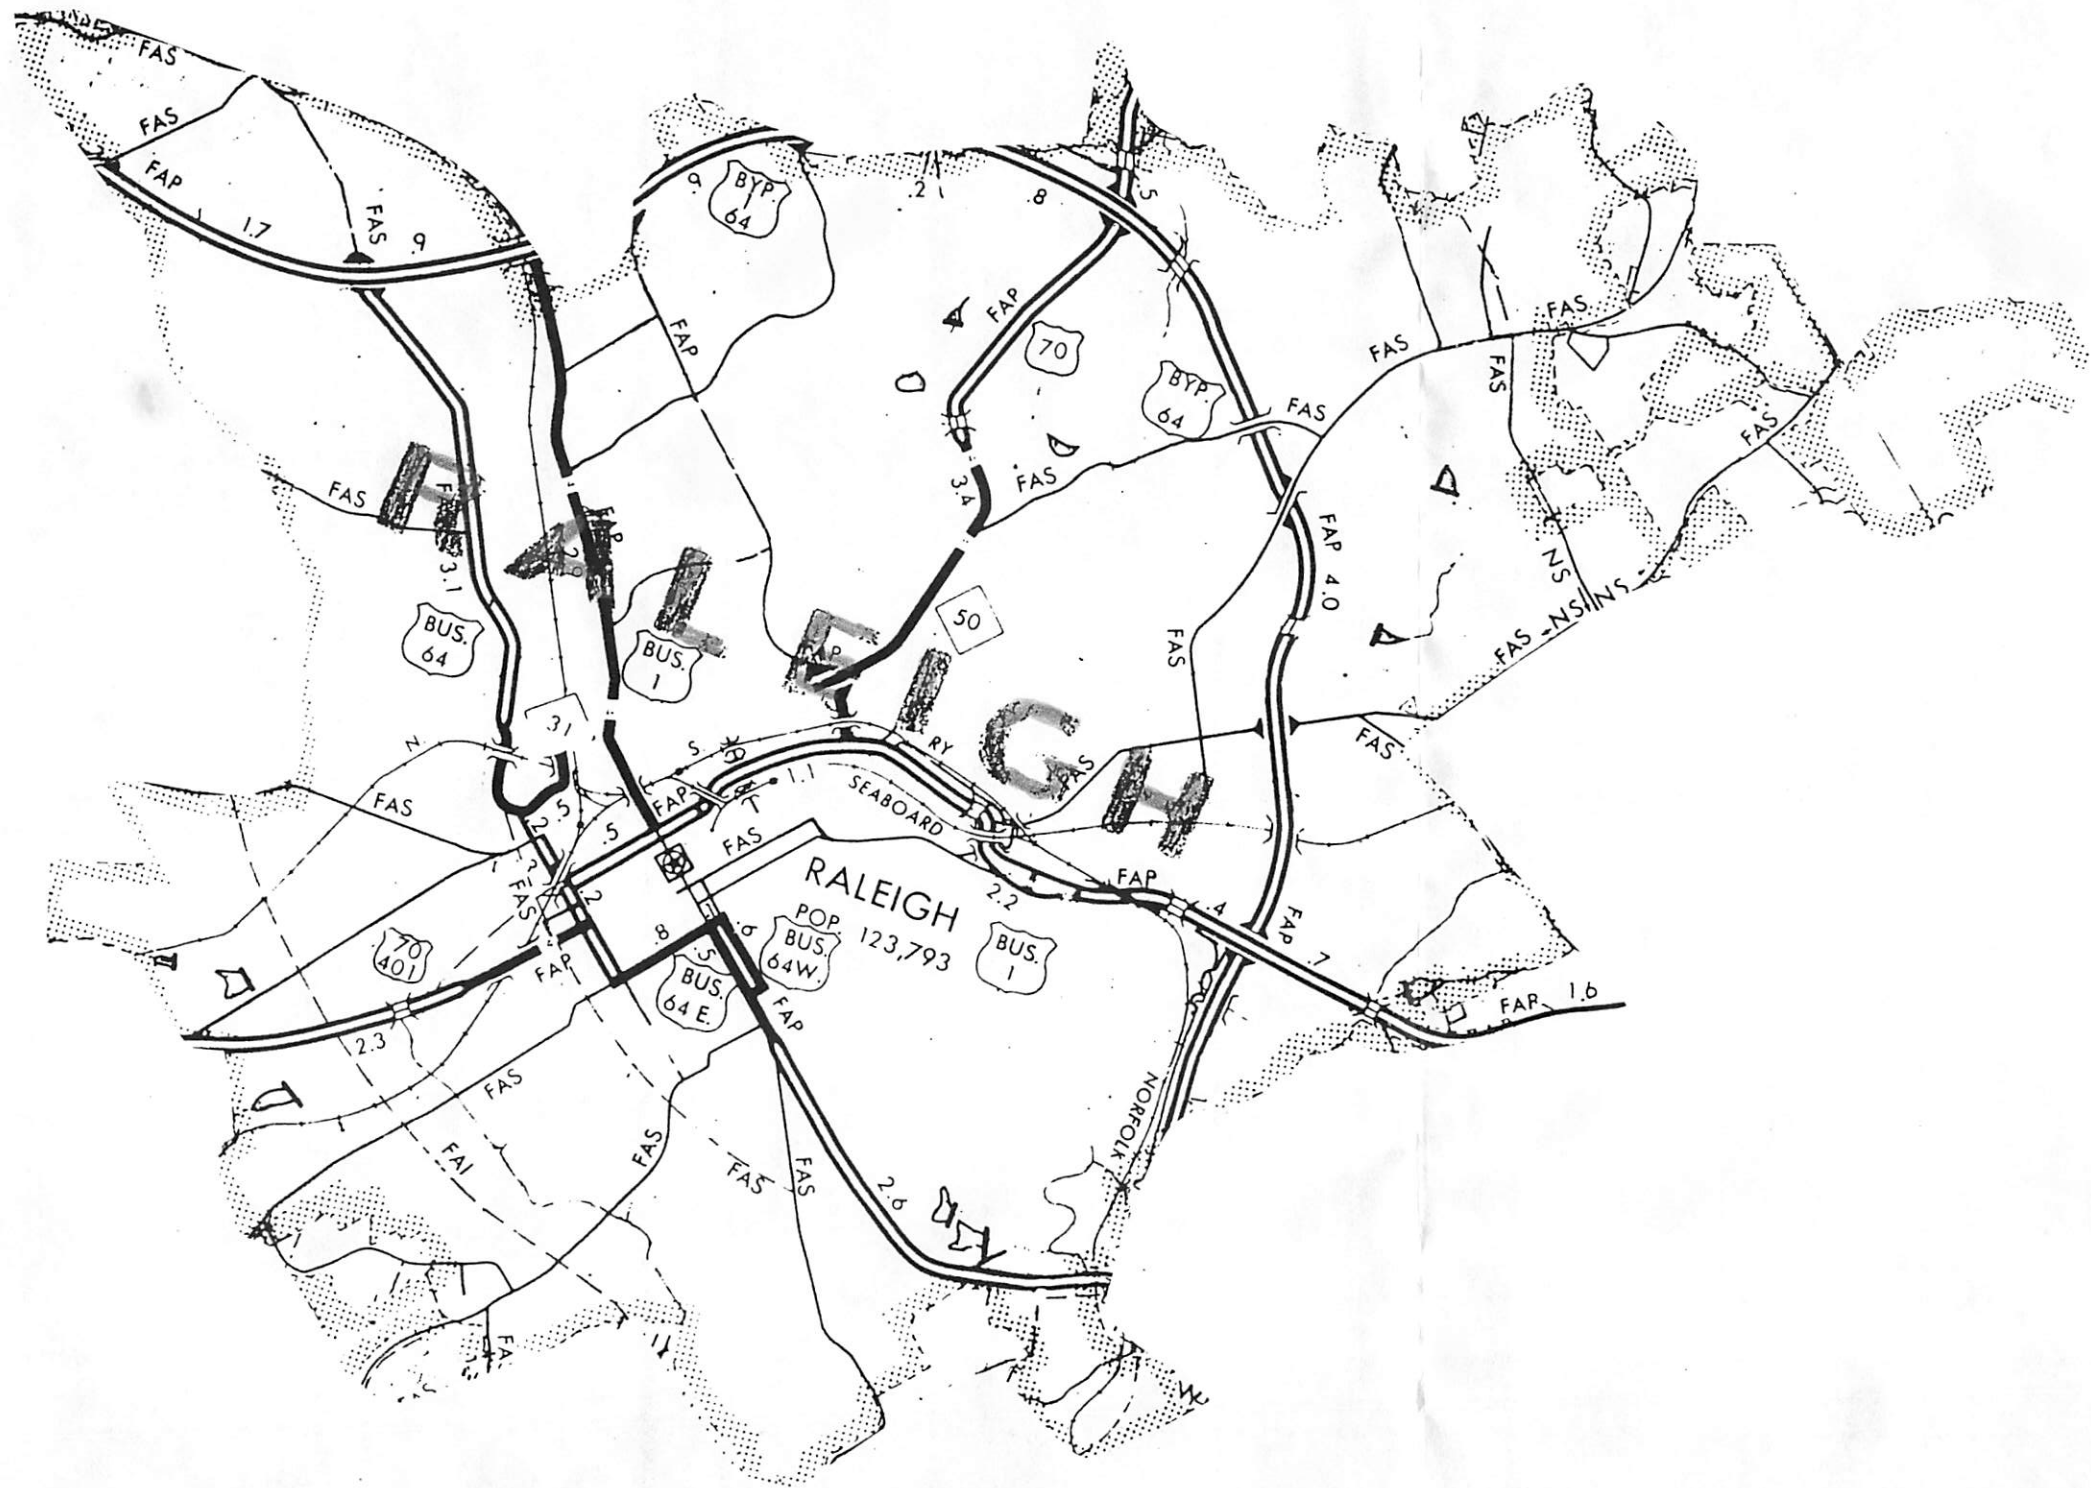 FAS
FAS
FAP
1.7
FAS
9
9
BYP.
1
64
.2
.8
.5
FAP
FAP
70
BYP.
64
FAS
FAS
FAS
FAS
FAS
FAS
3.1
FAP
3.4
FAS
FAP 4.0
NS
NS
NS
FAS
RALEIGH
BUS.
64
BUS.
1
50
FAS
31
N
S
RY
FAS
FAS
FAS
.5
FAP
1.1
SEABOARD
.2
.5
FAS
.3
FAS
.2
RALEIGH
POP. 123,793
FAP
2.2
.4
FAP
.7
70
401
FAP
.8
.5
BUS.
64W.
BUS.
1
BUS.
64 E.
FAP
FAP
1.6
2.3
FAS
NORFOLK
FAI
FAS
FAS
FAS
2.6